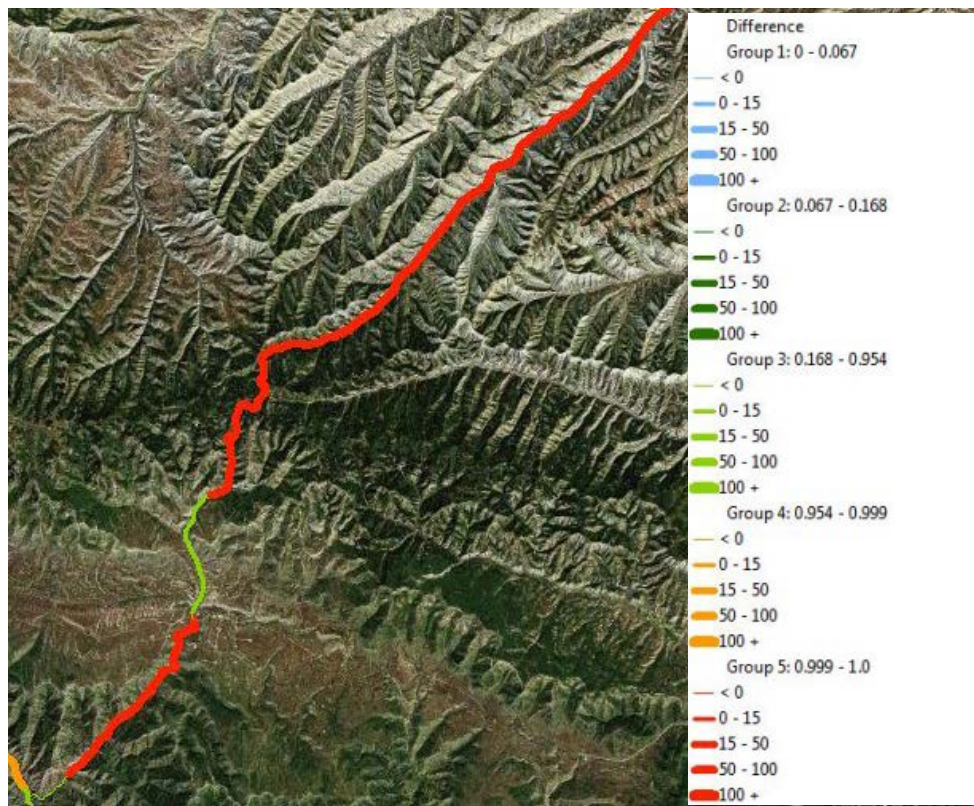 Difference
Group 1: 0 - 0.067
< 0
0 - 15
15 - 50
50 - 100
100 +
Group 2: 0.067 - 0.168
< 0
0 - 15
15 - 50
50 - 100
100 +
Group 3: 0.168 - 0.954
< 0
0 - 15
15 - 50
50 - 100
100 +
Group 4: 0.954 - 0.999
< 0
0 - 15
15 - 50
50 - 100
100 +
Group 5: 0.999 - 1.0
< 0
0 - 15
15 - 50
50 - 100
100 +